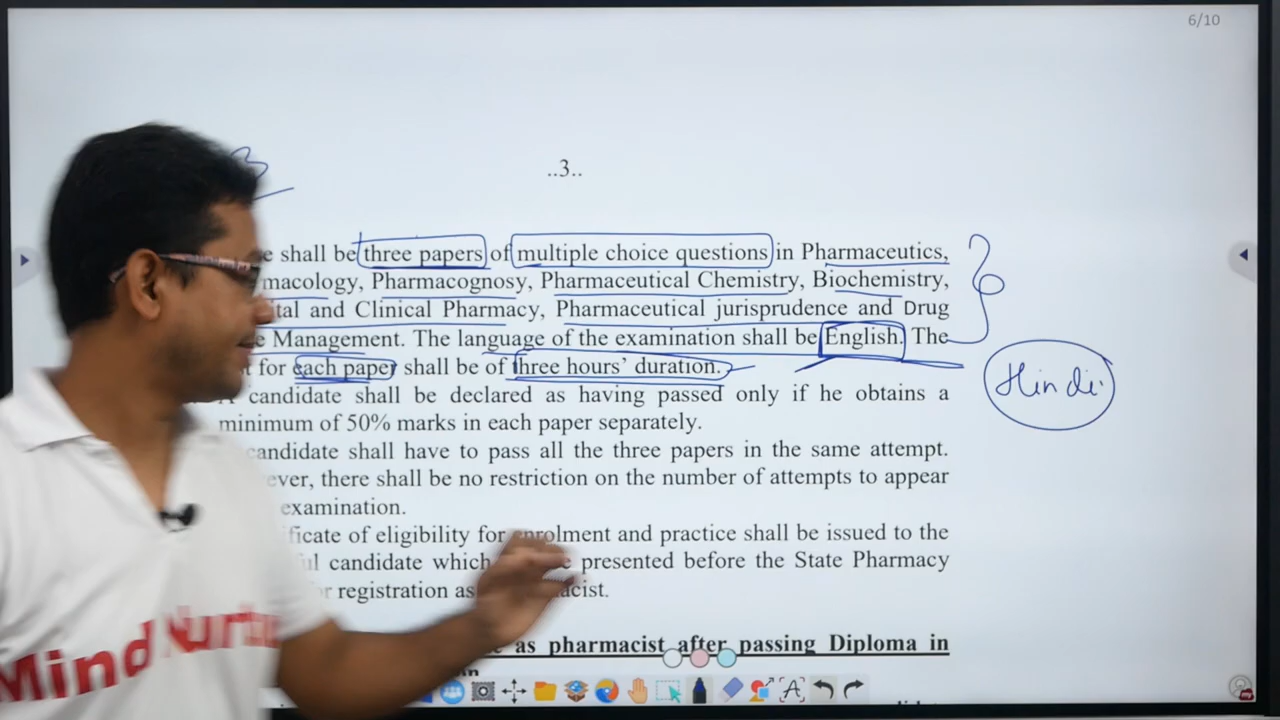 6/10
3
..3..
shall be three papers of multiple choice questions in Pharmaceutics,
macology, Pharmacognosy, Pharmaceutical Chemistry, Biochemistry,
tal and Clinical Pharmacy, Pharmaceutical jurisprudence and Drug
e Management. The language of the examination shall be English. The
for each paper shall be of three hours' duration.
Hindi
candidate shall be declared as having passed only if he obtains a
minimum of 50% marks in each paper separately.
candidate shall have to pass all the three papers in the same attempt.
ever, there shall be no restriction on the number of attempts to appear
examination.
ficate of eligibility for enrolment and practice shall be issued to the
ul candidate which presented before the State Pharmacy
r registration as acist.
as pharmacist after passing Diploma in
Mind